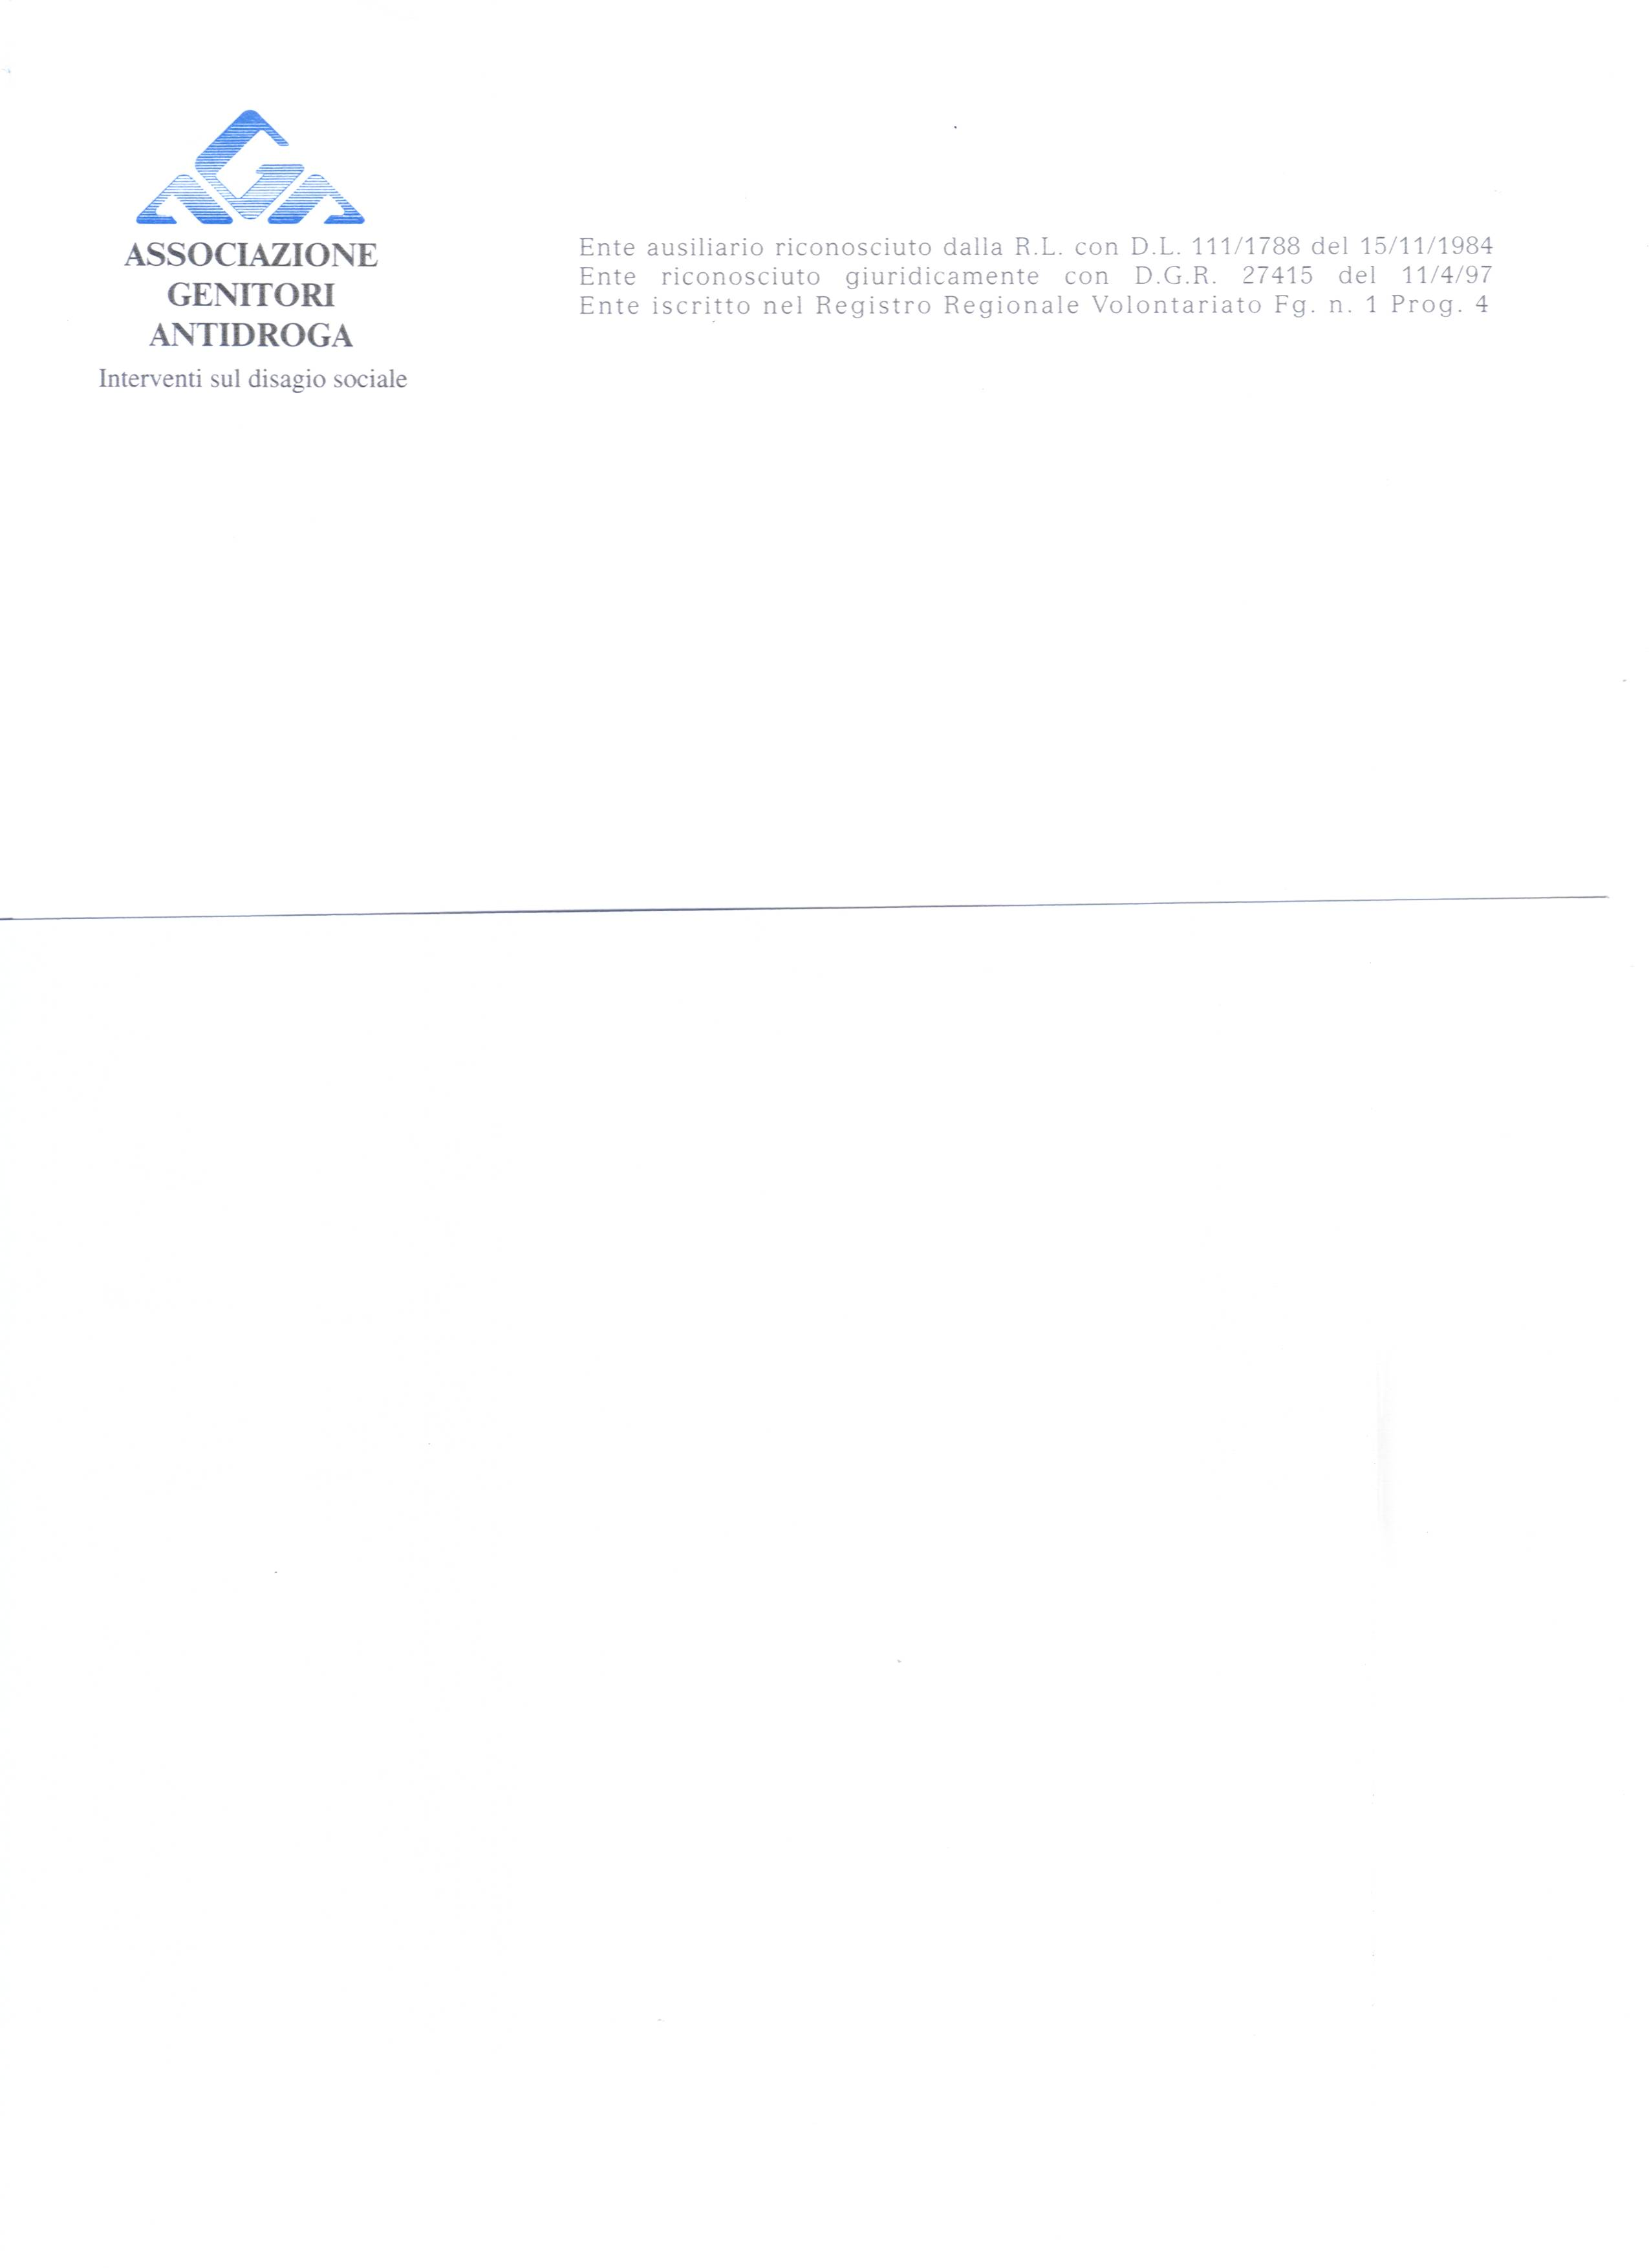 AGA
ASSOCIAZIONE
GENITORI
ANTIDROGA
Interventi sul disagio sociale
Ente ausiliario riconosciuto dalla R.L. con D.L. 111/1788 del 15/11/1984
Ente riconosciuto giuridicamente con D.G.R. 27415 del 11/4/97
Ente iscritto nel Registro Regionale Volontariato Fg. n. 1 Prog. 4